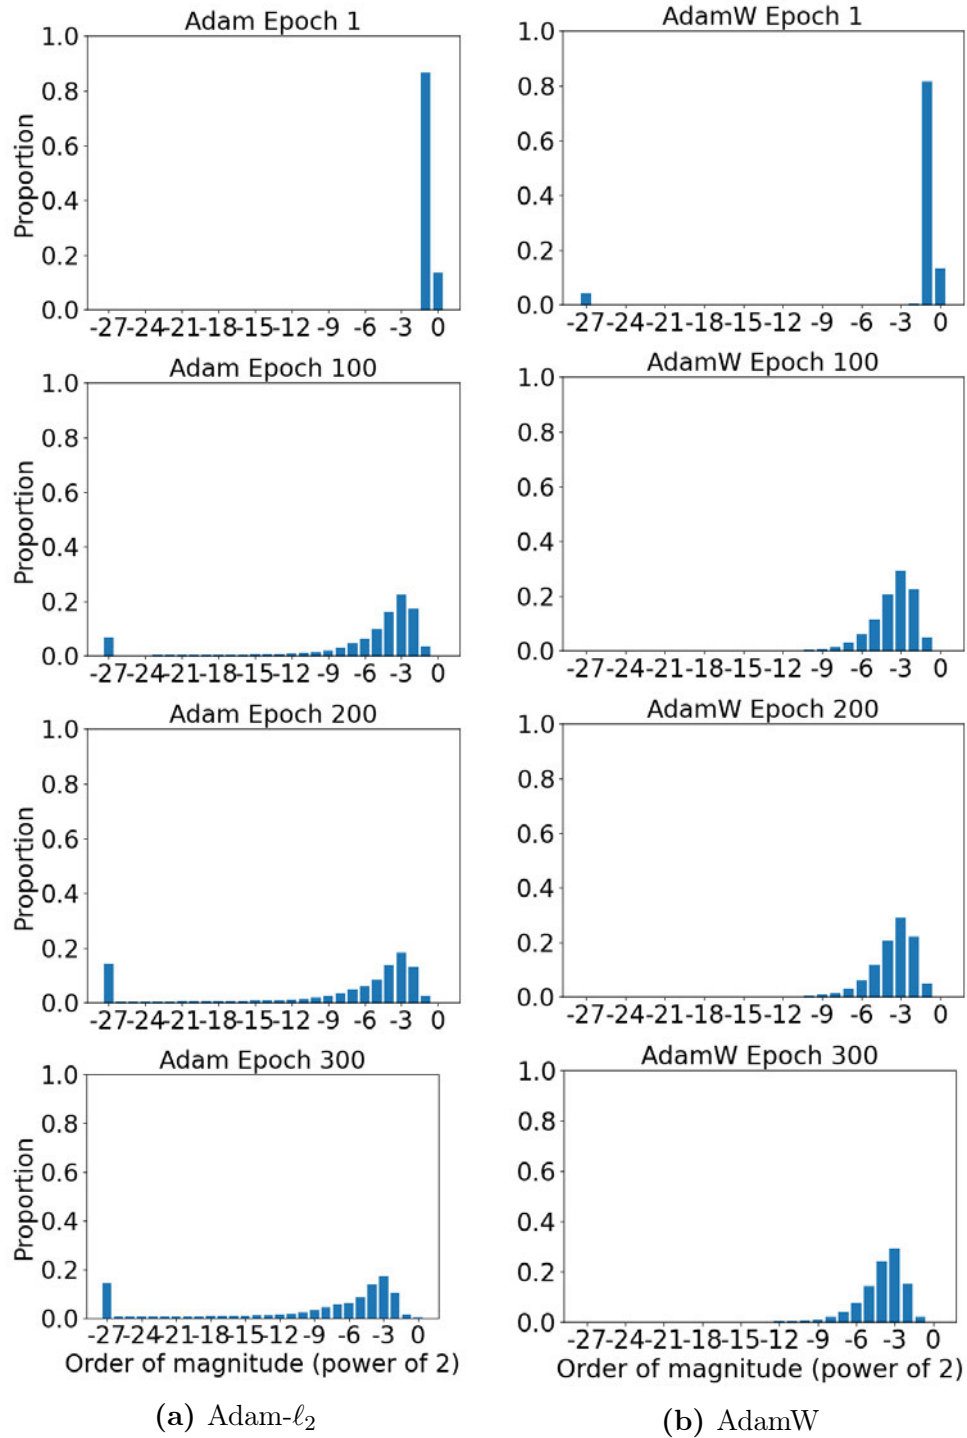 Adam Epoch 1
1.0
0.8
0.6
0.4
0.2
0.0
Proportion
-27 -24 -21 -18 -15 -12 -9 -6 -3 0
AdamW Epoch 1
1.0
0.8
0.6
0.4
0.2
0.0
-27 -24 -21 -18 -15 -12 -9 -6 -3 0
Adam Epoch 100
1.0
0.8
0.6
0.4
0.2
0.0
Proportion
-27 -24 -21 -18 -15 -12 -9 -6 -3 0
AdamW Epoch 100
1.0
0.8
0.6
0.4
0.2
0.0
-27 -24 -21 -18 -15 -12 -9 -6 -3 0
Adam Epoch 200
1.0
0.8
0.6
0.4
0.2
0.0
Proportion
-27 -24 -21 -18 -15 -12 -9 -6 -3 0
AdamW Epoch 200
1.0
0.8
0.6
0.4
0.2
0.0
-27 -24 -21 -18 -15 -12 -9 -6 -3 0
Adam Epoch 300
1.0
0.8
0.6
0.4
0.2
0.0
Proportion
-27 -24 -21 -18 -15 -12 -9 -6 -3 0
Order of magnitude (power of 2)
AdamW Epoch 300
1.0
0.8
0.6
0.4
0.2
0.0
-27 -24 -21 -18 -15 -12 -9 -6 -3 0
Order of magnitude (power of 2)
(a) Adam-ℓ₂
(b) AdamW